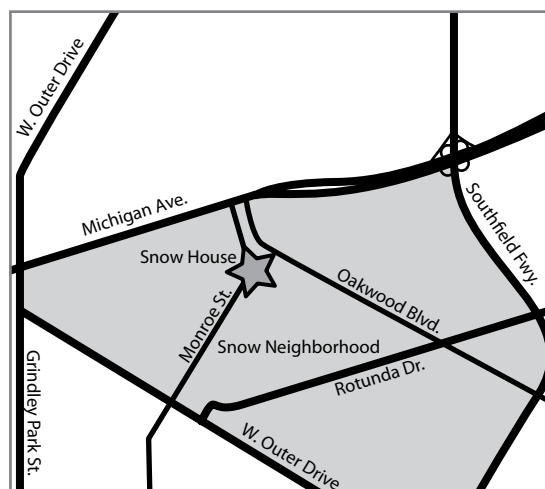 W. Outer Drive
Michigan Ave.
Southfield Fwy.
Snow House
Oakwood Blvd.
Monroe St.
Snow Neighborhood
Rotunda Dr.
Grindley Park St.
W. Outer Drive